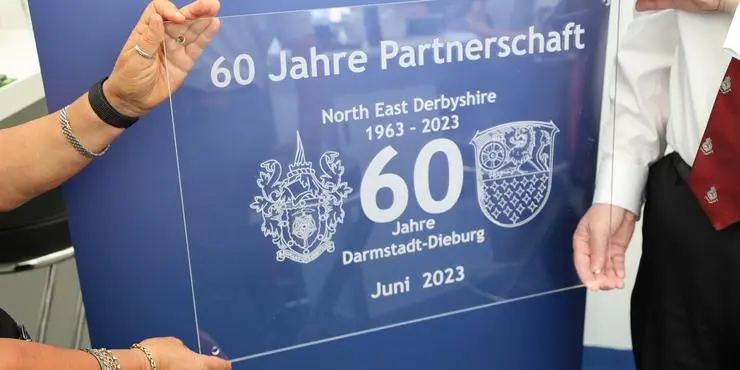 60 Jahre Partnerschaft
North East Derbyshire
1963 - 2023
60
Jahre
Darmstadt-Dieburg
Juni 2023